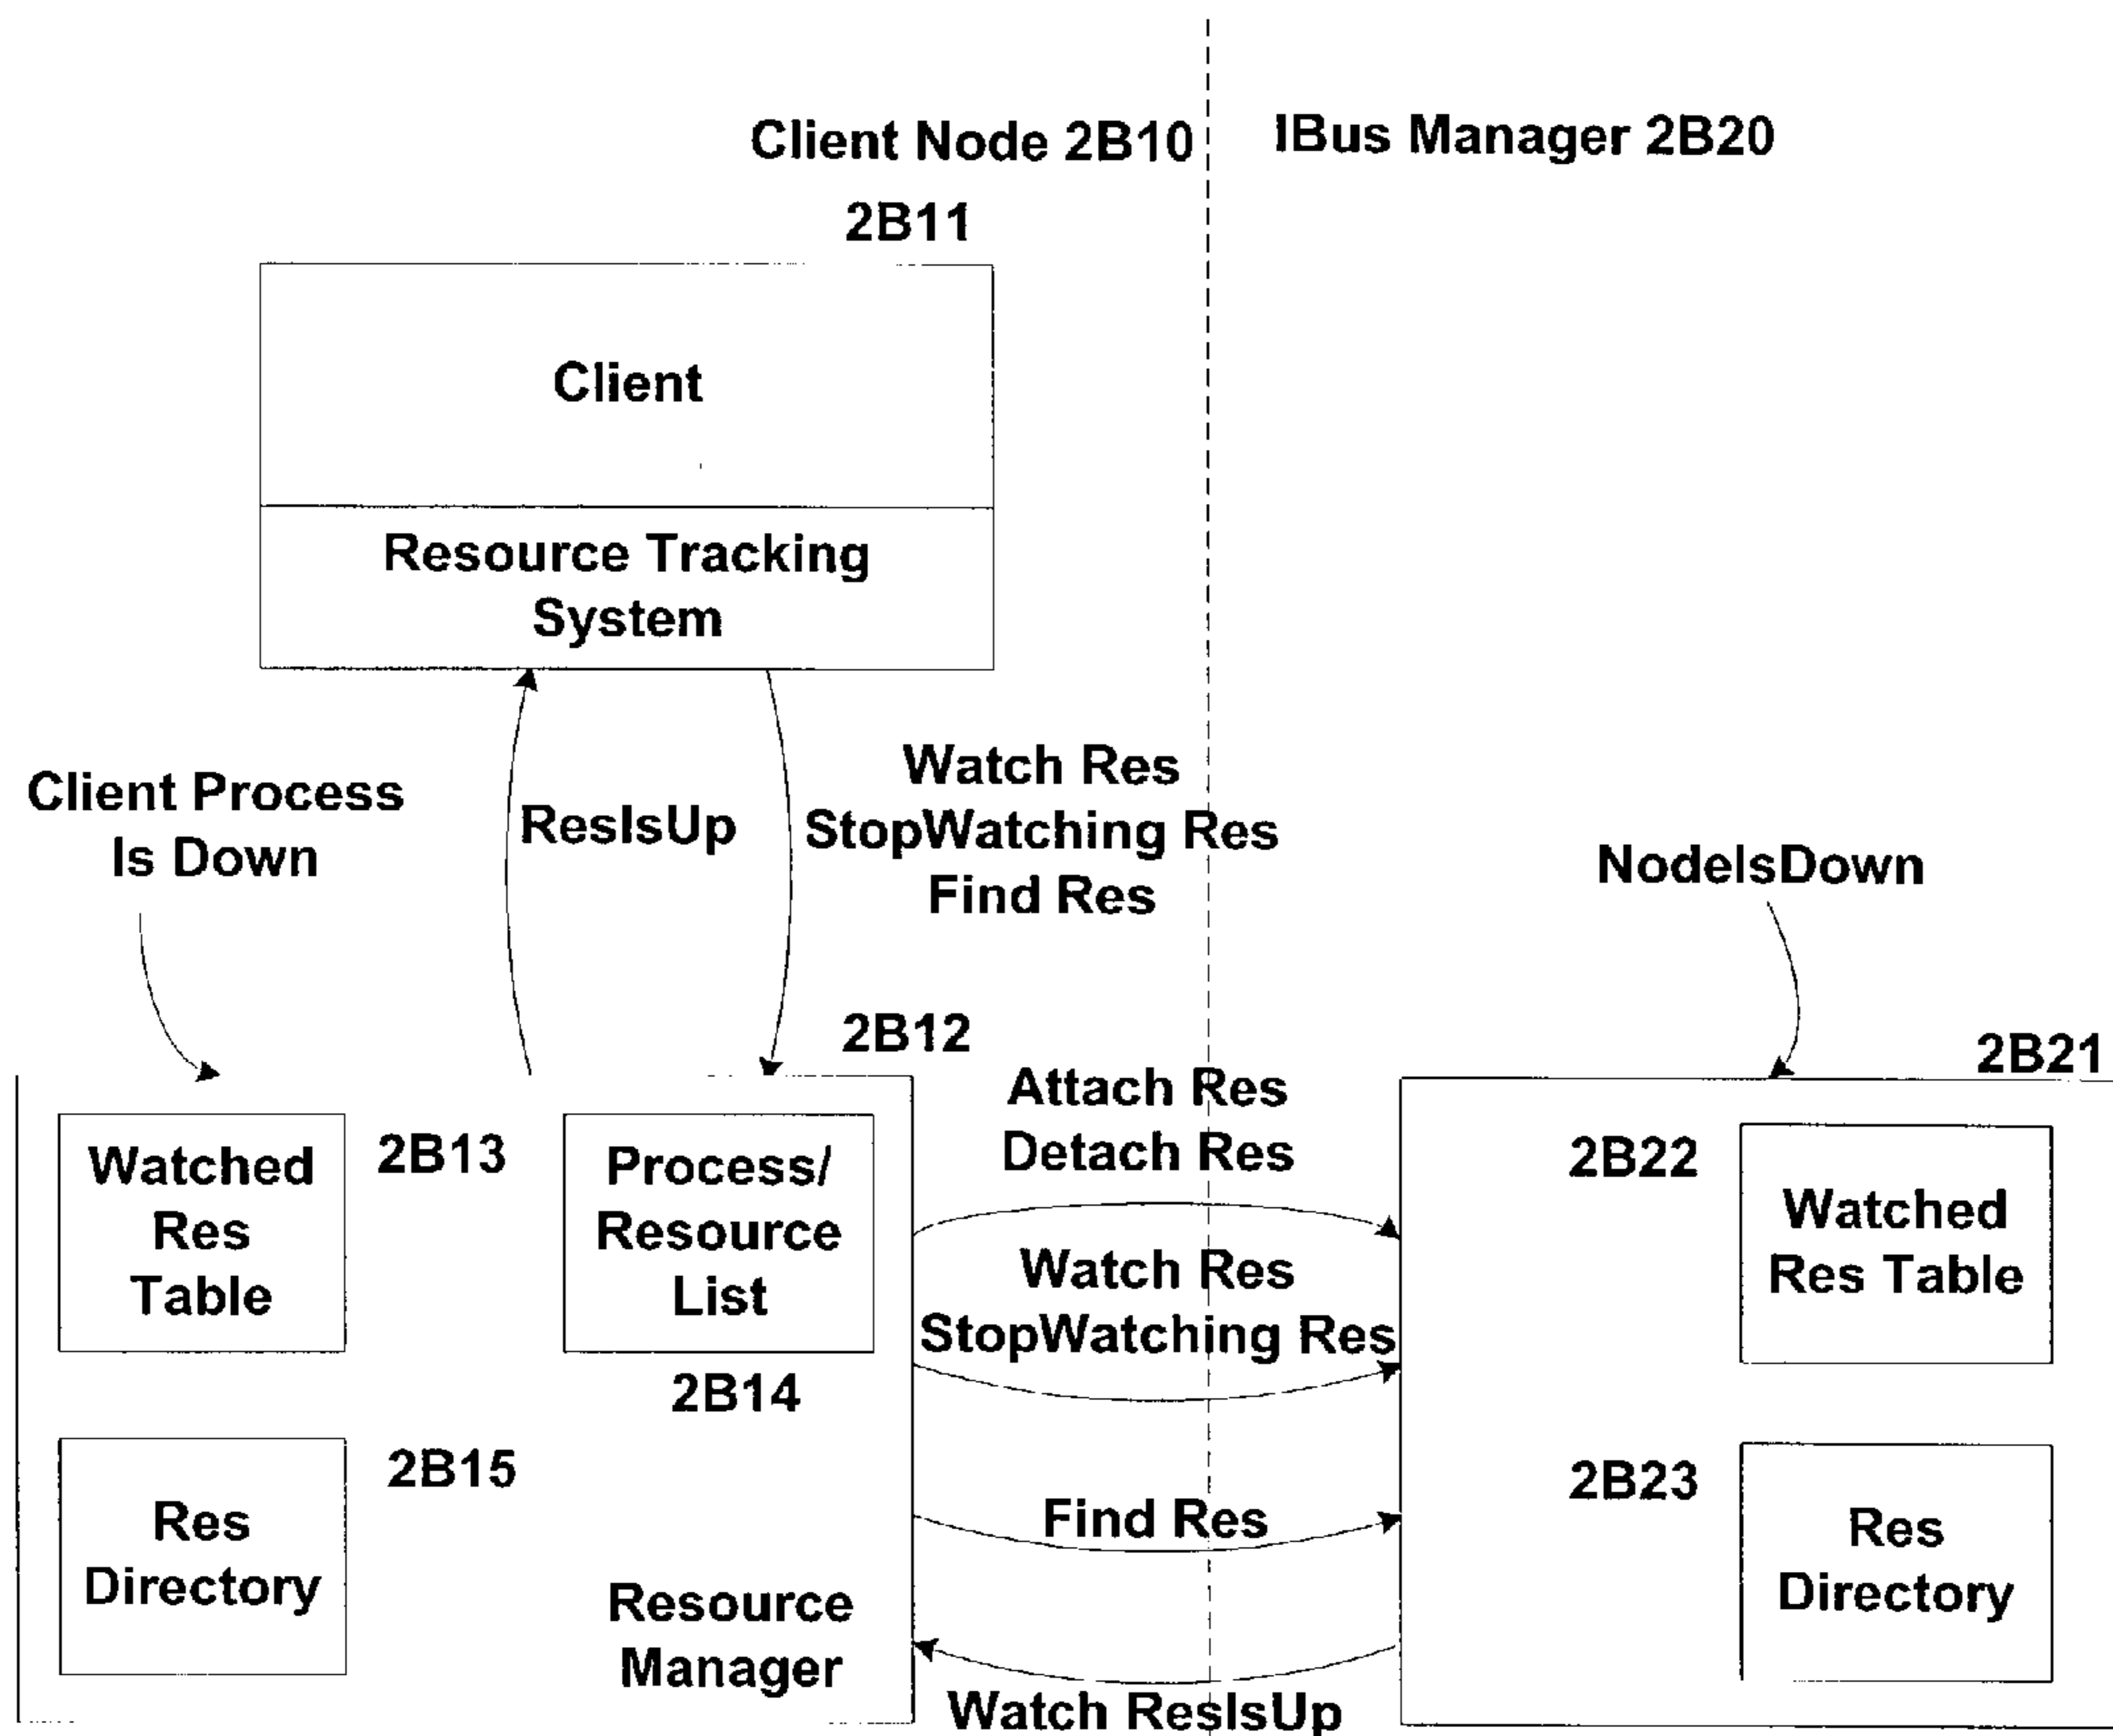 Client Node 2B10
IBus Manager 2B20
2B11
Client
Resource Tracking
System
Client Process
Is Down
ResIsUp
Watch Res
StopWatching Res
Find Res
NodeIsDown
2B12
2B21
Attach Res
Detach Res
Watched
Res
Table
2B13
Process/
Resource
List
2B14
2B22
Watched
Res Table
Watch Res
StopWatching Res
2B15
Res
Directory
Find Res
2B23
Res
Directory
Resource
Manager
Watch ResIsUp